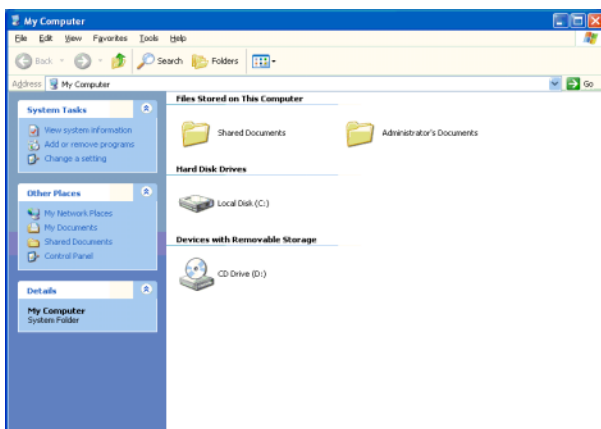 My Computer
File Edit View Favorites Tools Help
Back Search Folders
Address My Computer Go
System Tasks
View system information
Add or remove programs
Change a setting
Other Places
My Network Places
My Documents
Shared Documents
Control Panel
Details
My Computer
System Folder
Files Stored on This Computer
Shared Documents Administrator's Documents
Hard Disk Drives
Local Disk (C:)
Devices with Removable Storage
CD Drive (D:)